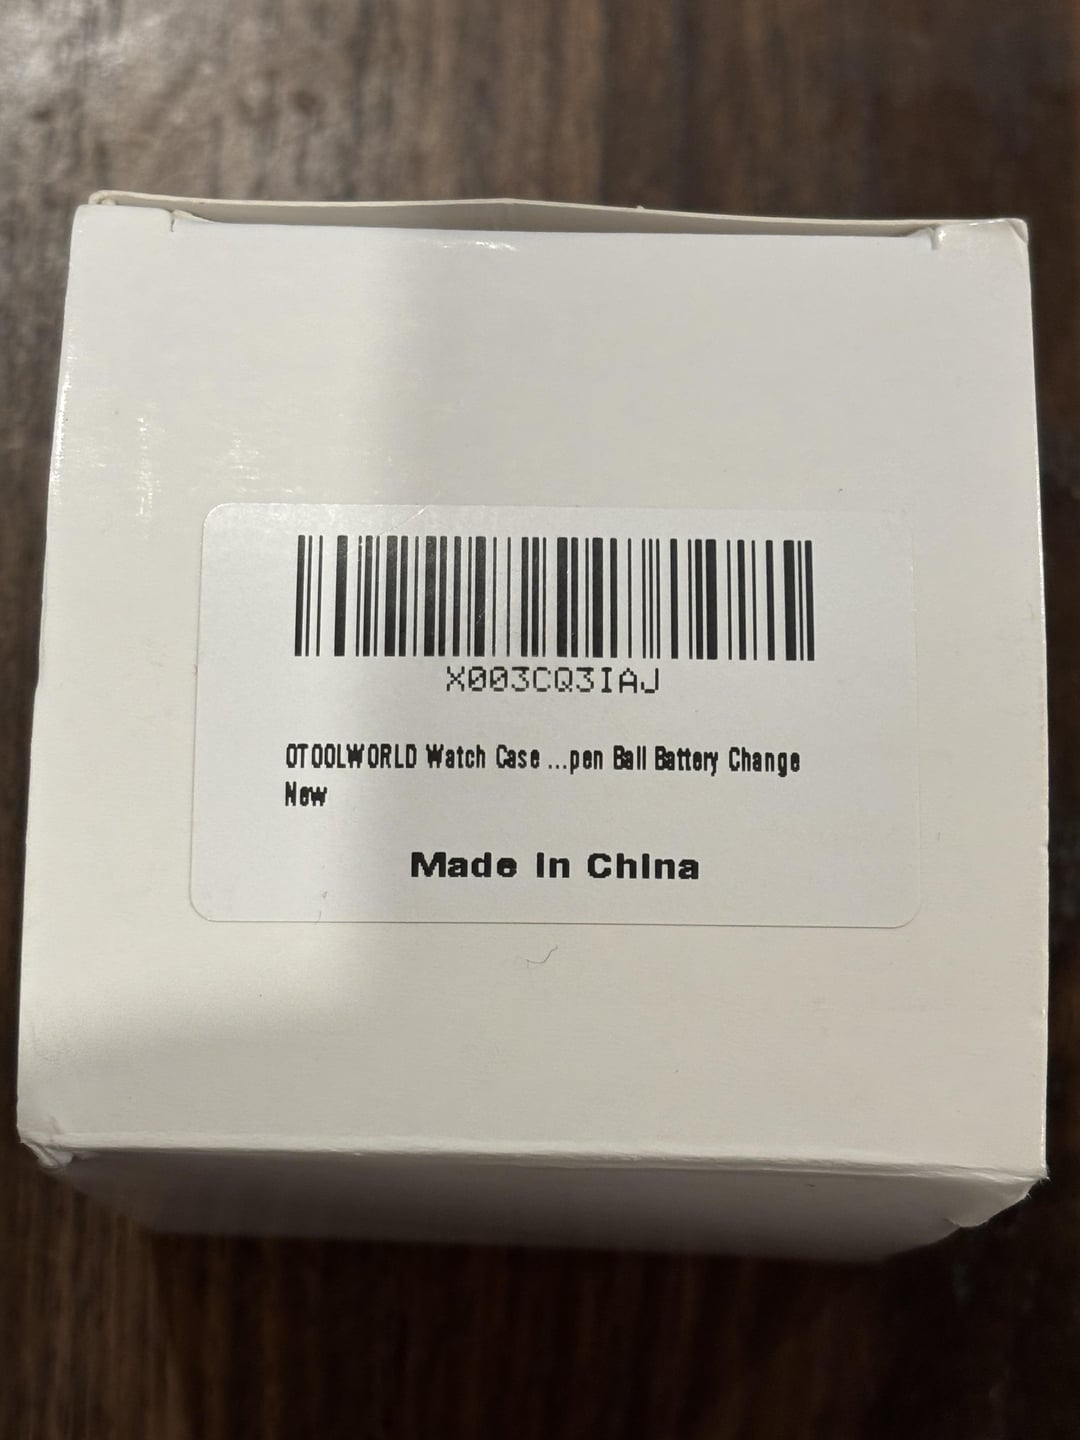 X003CQ3IAJ
OTOOLWORLD Watch Case ...pen Ball Battery Change
New
Made In China